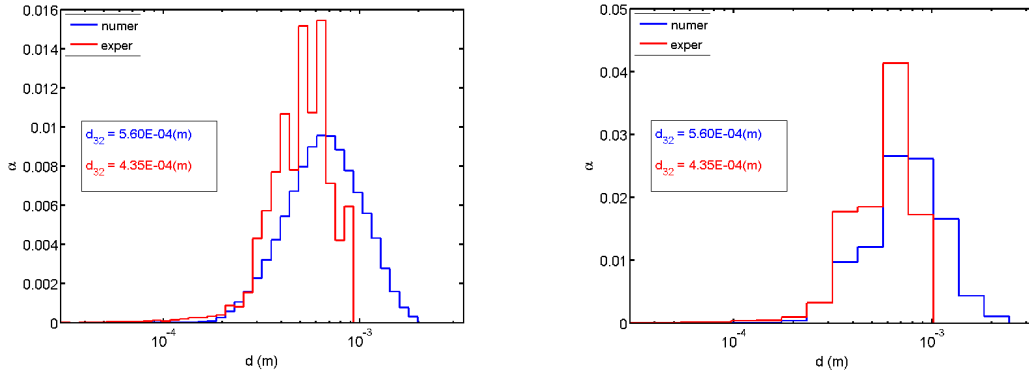 0.016
0.014
0.012
0.01
0.008
0.006
0.004
0.002
0
α
numer
exper
d32 = 5.60E-04(m)
d32 = 4.35E-04(m)
10^-4
10^-3
d (m)
0.05
0.04
0.03
0.02
0.01
0
α
numer
exper
d32 = 5.60E-04(m)
d32 = 4.35E-04(m)
10^-4
10^-3
d (m)